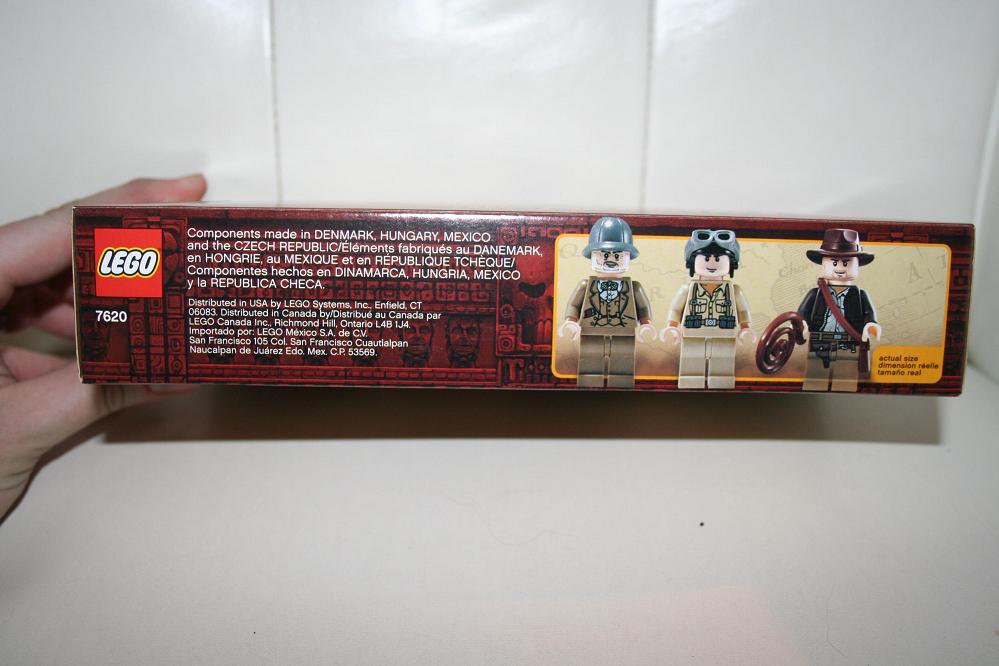 LEGO
7620
Components made in DENMARK, HUNGARY, MEXICO
and the CZECH REPUBLIC/Éléments fabriqués au DANEMARK,
en HONGRIE, au MEXIQUE et en RÉPUBLIQUE TCHÈQUE/
Componentes hechos en DINAMARCA, HUNGRIA, MEXICO
y la REPUBLICA CHECA.
Distributed in USA by LEGO Systems, Inc., Enfield, CT
06083. Distributed in Canada by/Distribué au Canada par
LEGO Canada Inc., Richmond Hill, Ontario L4B 1J4.
Importado por: LEGO México S.A. de C.V.
San Francisco 105 Col. San Francisco Cuautlalpan
Naucalpan de Juárez Edo. Mex. C.P. 53569.
actual size
dimension réelle
tamaño real